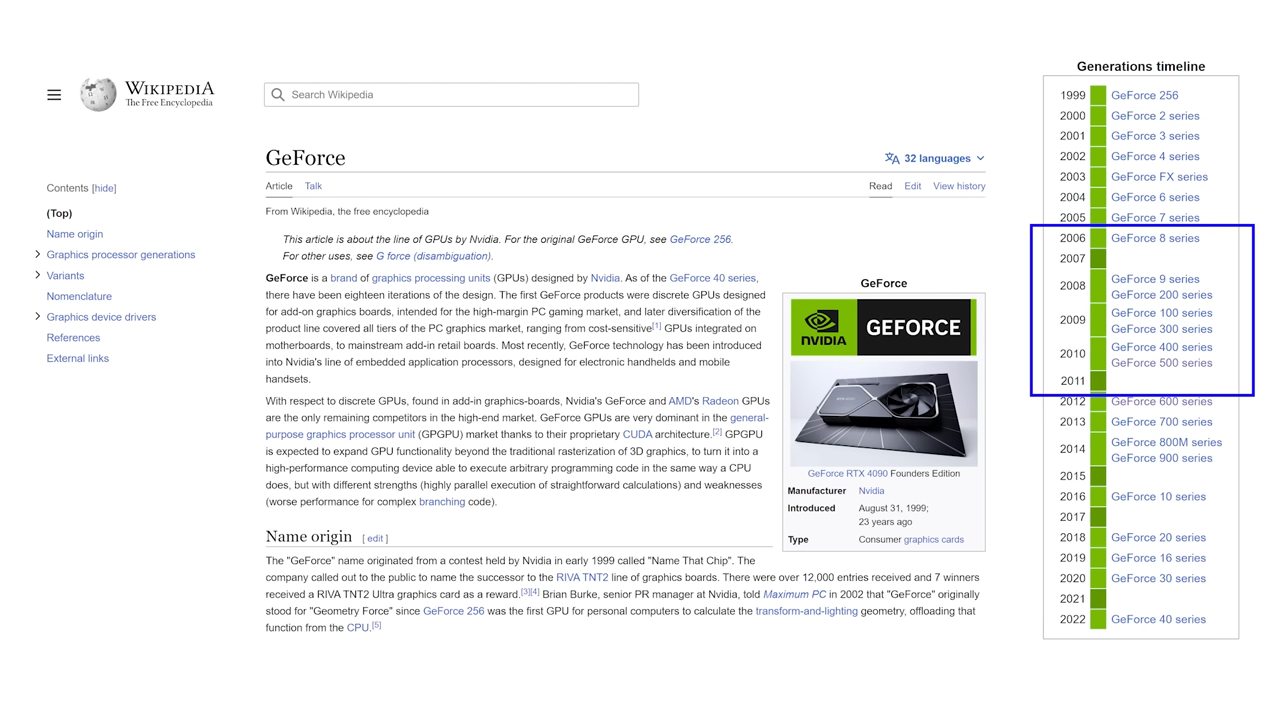 WIKIPEDIA
The Free Encyclopedia
Search Wikipedia
GeForce
32 languages
Article Talk
Read Edit View history
From Wikipedia, the free encyclopedia
Contents [hide]
(Top)
Name origin
Graphics processor generations
Variants
Nomenclature
Graphics device drivers
References
External links
This article is about the line of GPUs by Nvidia. For the original GeForce GPU, see GeForce 256.
For other uses, see G force (disambiguation).
GeForce is a brand of graphics processing units (GPUs) designed by Nvidia. As of the GeForce 40 series,
there have been eighteen iterations of the design. The first GeForce products were discrete GPUs designed
for add-on graphics boards, intended for the high-margin PC gaming market, and later diversification of the
product line covered all tiers of the PC graphics market, ranging from cost-sensitive[1] GPUs integrated on
motherboards, to mainstream add-in retail boards. Most recently, GeForce technology has been introduced
into Nvidia's line of embedded application processors, designed for electronic handhelds and mobile
handsets.
With respect to discrete GPUs, found in add-in graphics-boards, Nvidia's GeForce and AMD's Radeon GPUs
are the only remaining competitors in the high-end market. GeForce GPUs are very dominant in the general-
purpose graphics processor unit (GPGPU) market thanks to their proprietary CUDA architecture.[2] GPGPU
is expected to expand GPU functionality beyond the traditional rasterization of 3D graphics, to turn it into a
high-performance computing device able to execute arbitrary programming code in the same way a CPU
does, but with different strengths (highly parallel execution of straightforward calculations) and weaknesses
(worse performance for complex branching code).
Name origin [ edit ]
The "GeForce" name originated from a contest held by Nvidia in early 1999 called "Name That Chip". The
company called out to the public to name the successor to the RIVA TNT2 line of graphics boards. There were over 12,000 entries received and 7 winners
received a RIVA TNT2 Ultra graphics card as a reward.[3][4] Brian Burke, senior PR manager at Nvidia, told Maximum PC in 2002 that "GeForce" originally
stood for "Geometry Force" since GeForce 256 was the first GPU for personal computers to calculate the transform-and-lighting geometry, offloading that
function from the CPU.[5]
GeForce
NVIDIA
GEFORCE
GeForce RTX 4090 Founders Edition
Manufacturer Nvidia
Introduced August 31, 1999;
23 years ago
Type Consumer graphics cards
Generations timeline
1999 GeForce 256
2000 GeForce 2 series
2001 GeForce 3 series
2002 GeForce 4 series
2003 GeForce FX series
2004 GeForce 6 series
2005 GeForce 7 series
2006 GeForce 8 series
2007
2008 GeForce 9 series
GeForce 200 series
2009 GeForce 100 series
GeForce 300 series
2010 GeForce 400 series
GeForce 500 series
2011
2012 GeForce 600 series
2013 GeForce 700 series
2014 GeForce 800M series
GeForce 900 series
2015
2016 GeForce 10 series
2017
2018 GeForce 20 series
2019 GeForce 16 series
2020 GeForce 30 series
2021
2022 GeForce 40 series